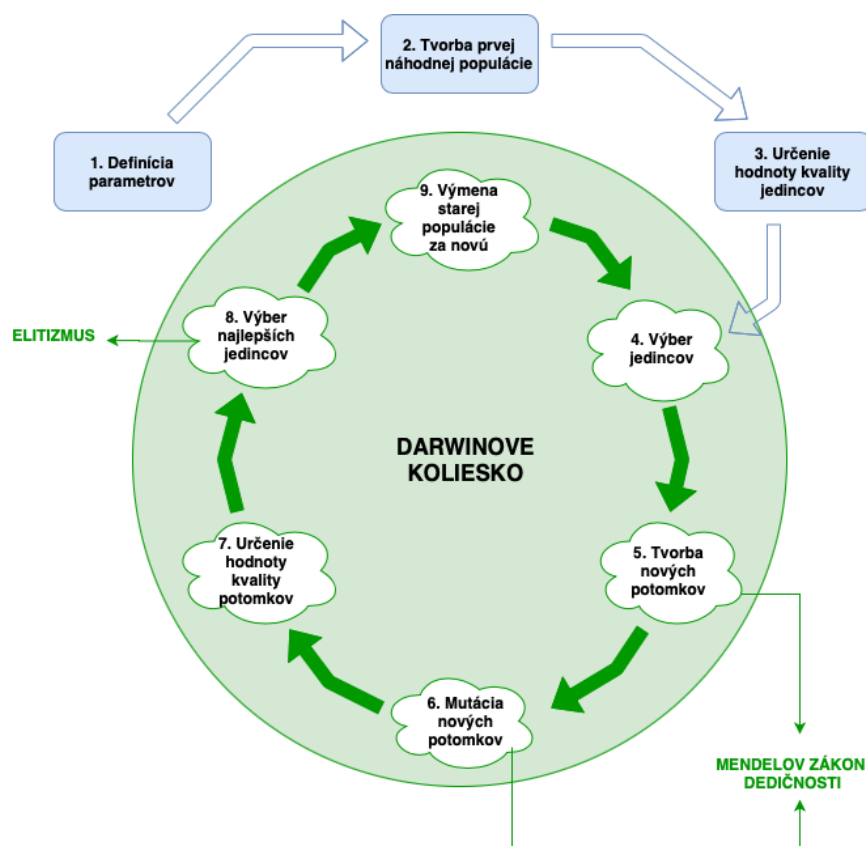 2. Tvorba prvej
náhodnej populácie
1. Definícia
parametrov
3. Určenie
hodnoty kvality
jedincov
9. Výmena
starej
populácie
za novú
8. Výber
najlepších
jedincov
ELITIZMUS
4. Výber
jedincov
DARWINOVE
KOLIESKO
7. Určenie
hodnoty
kvality
potomkov
5. Tvorba
nových
potomkov
6. Mutácia
nových
potomkov
MENDELOV ZÁKON
DEDIČNOSTI